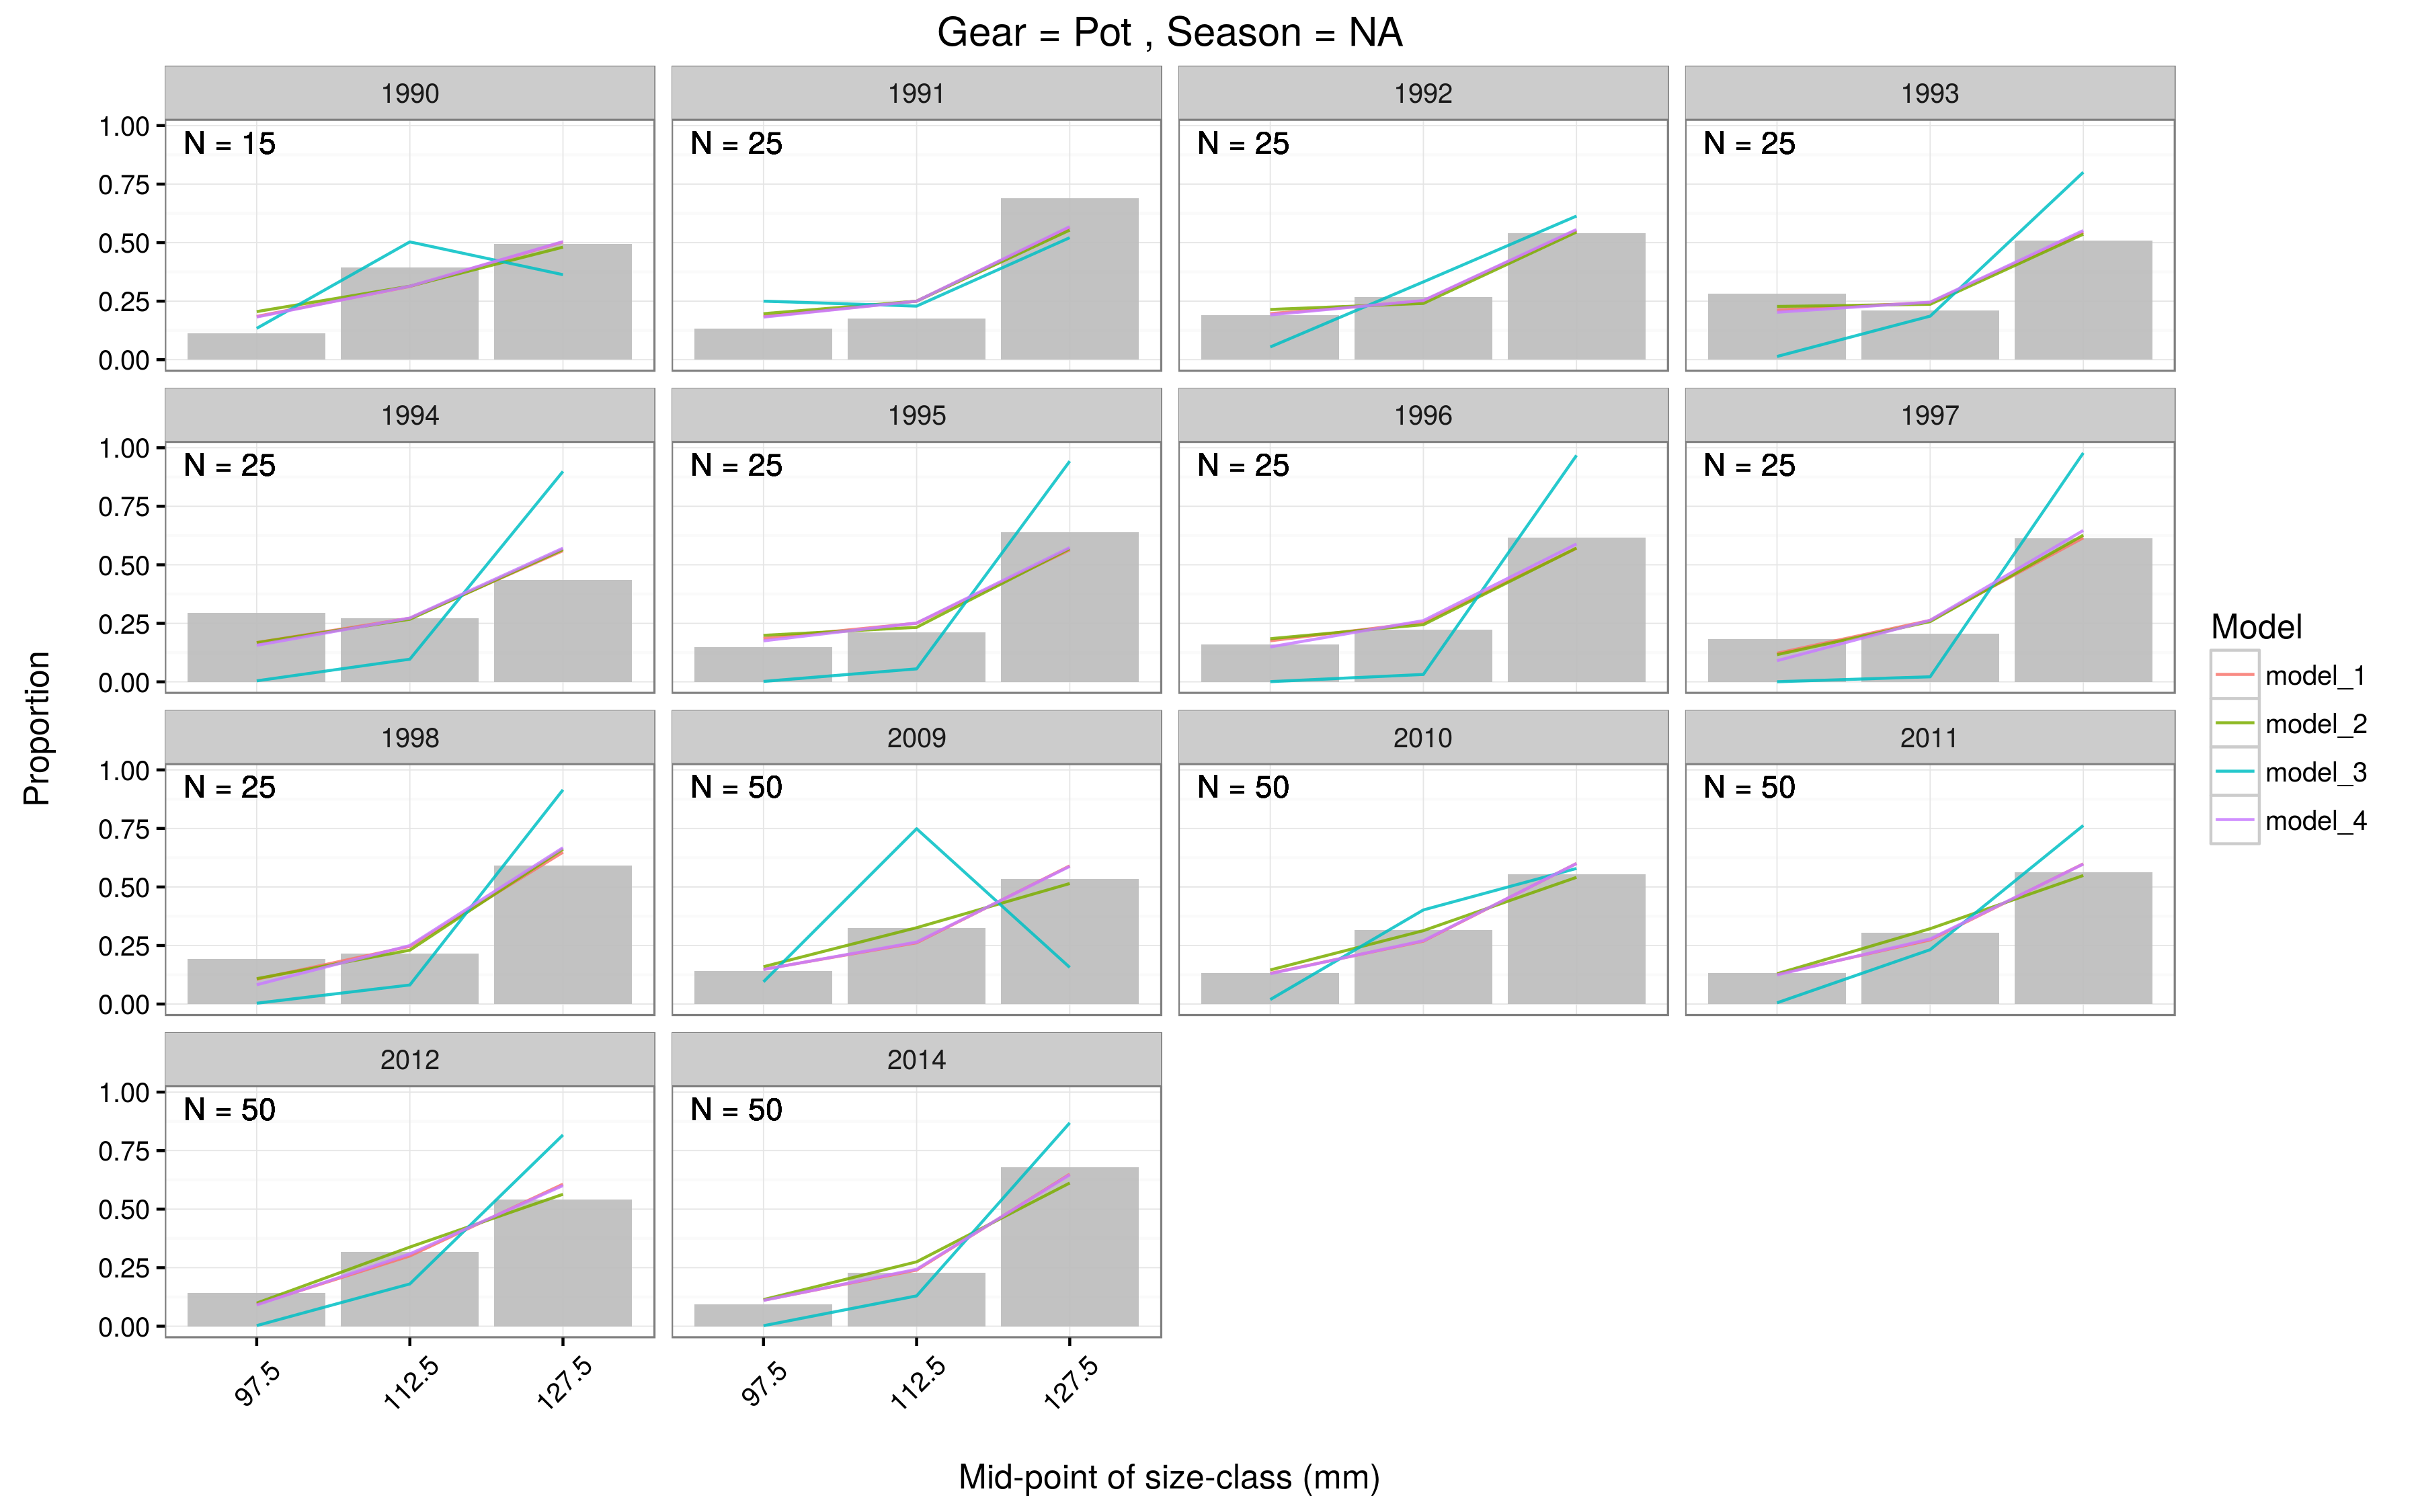 Gear = Pot , Season = NA
1990
1991
1992
1993
1.00
0.75
0.50
0.25
0.00
N = 15
N = 25
N = 25
N = 25
1994
1995
1996
1997
1.00
0.75
0.50
0.25
0.00
N = 25
N = 25
N = 25
N = 25
1998
2009
2010
2011
1.00
0.75
0.50
0.25
0.00
N = 25
N = 50
N = 50
N = 50
2012
2014
1.00
0.75
0.50
0.25
0.00
N = 50
N = 50
97.5
112.5
127.5
97.5
112.5
127.5
Proportion
Mid-point of size-class (mm)
Model
model_1
model_2
model_3
model_4